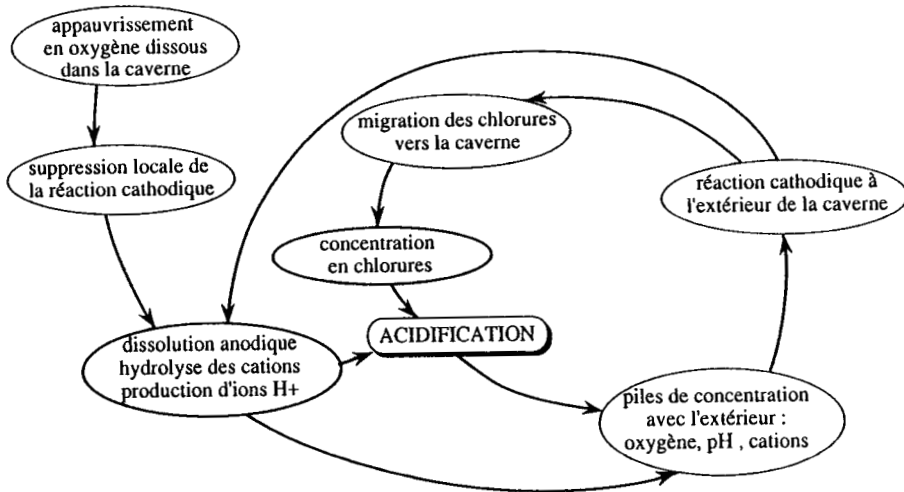 appauvrissement
en oxygène dissous
dans la caverne
suppression locale de
la réaction cathodique
migration des chlorures
vers la caverne
réaction cathodique à
l'extérieur de la caverne
concentration
en chlorures
ACIDIFICATION
dissolution anodique
hydrolyse des cations
production d'ions H+
piles de concentration
avec l'extérieur :
oxygène, pH , cations